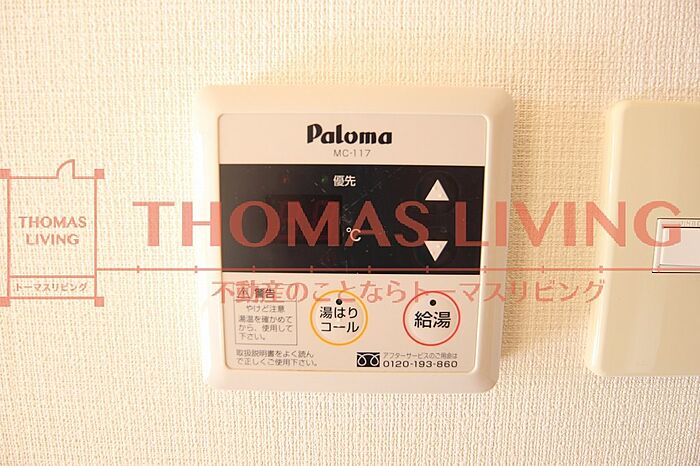 Paloma
MC-117
優先
℃
THOMAS LIVING
THOMAS
LIVING
トーマスリビング
不動産のことならトーマスリビング
警告
やけど注意
湯温を確かめて
から、使用して
下さい。
取扱説明書をよく読ん
で正しくご使用下さい。
湯はり
コール
給湯
アフターサービスのご用命は
0120-193-860